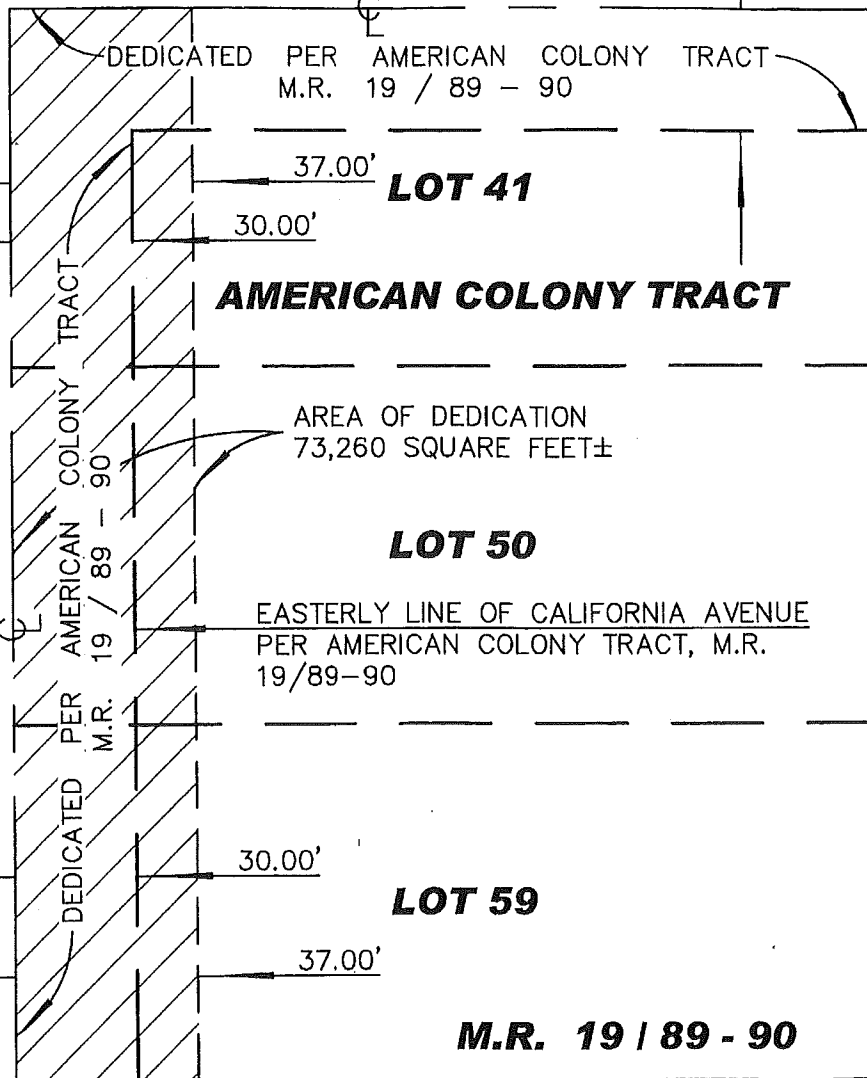 ℄
DEDICATED PER AMERICAN COLONY TRACT
M.R. 19 / 89 - 90
37.00'
LOT 41
30.00'
AMERICAN COLONY TRACT
AREA OF DEDICATION
73,260 SQUARE FEET±
LOT 50
EASTERLY LINE OF CALIFORNIA AVENUE
PER AMERICAN COLONY TRACT, M.R.
19/89-90
℄
DEDICATED PER AMERICAN COLONY TRACT
M.R. 19 / 89 - 90
30.00'
LOT 59
37.00'
M.R. 19 / 89 - 90